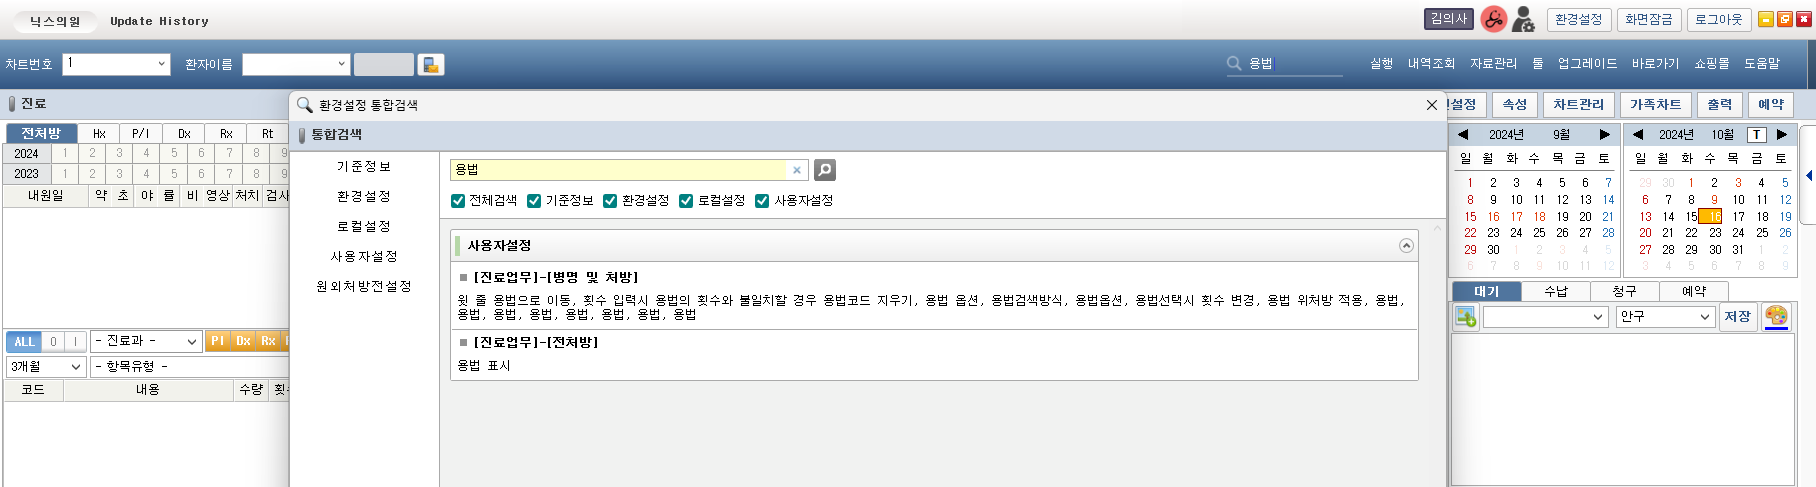 닉스의원 Update History 김의사 환경설정 화면잠금 로그아웃
차트번호 1 환자이름 용법 실행 내역조회 자료관리 툴 업그레이드 바로가기 쇼핑몰 도움말
진료
환경설정 통합검색
통합검색
설정 속성 차트관리 가족차트 출력 예약
전처방 Hx P/I Dx Rx Rt
2024 1 2 3 4 5 6 7 8 9
2023 1 2 3 4 5 6 7 8 9
내원일 약 초 야 률 비 영상 처치 검사
ALL O I - 진료과 - PI Dx Rx
3개월 - 항목유형 -
코드 내용 수량 횟수
기준정보
환경설정
로컬설정
사용자설정
원외처방전설정
용법
전체검색 기준정보 환경설정 로컬설정 사용자설정
사용자설정
[진료업무]-[병명 및 처방]
윗 줄 용법으로 이동, 횟수 입력시 용법의 횟수와 불일치할 경우 용법코드 지우기, 용법 옵션, 용법검색방식, 용법옵션, 용법선택시 횟수 변경, 용법 위처방 적용, 용법,
용법, 용법, 용법, 용법, 용법, 용법, 용법
[진료업무]-[전처방]
용법 표시
2024년 9월
일 월 화 수 목 금 토
1 2 3 4 5 6 7
8 9 10 11 12 13 14
15 16 17 18 19 20 21
22 23 24 25 26 27 28
29 30 1 2 3 4 5
6 7 8 9 10 11 12
2024년 10월 T
일 월 화 수 목 금 토
29 30 1 2 3 4 5
6 7 8 9 10 11 12
13 14 15 16 17 18 19
20 21 22 23 24 25 26
27 28 29 30 31 1 2
3 4 5 6 7 8 9
대기 수납 청구 예약
안구 저장